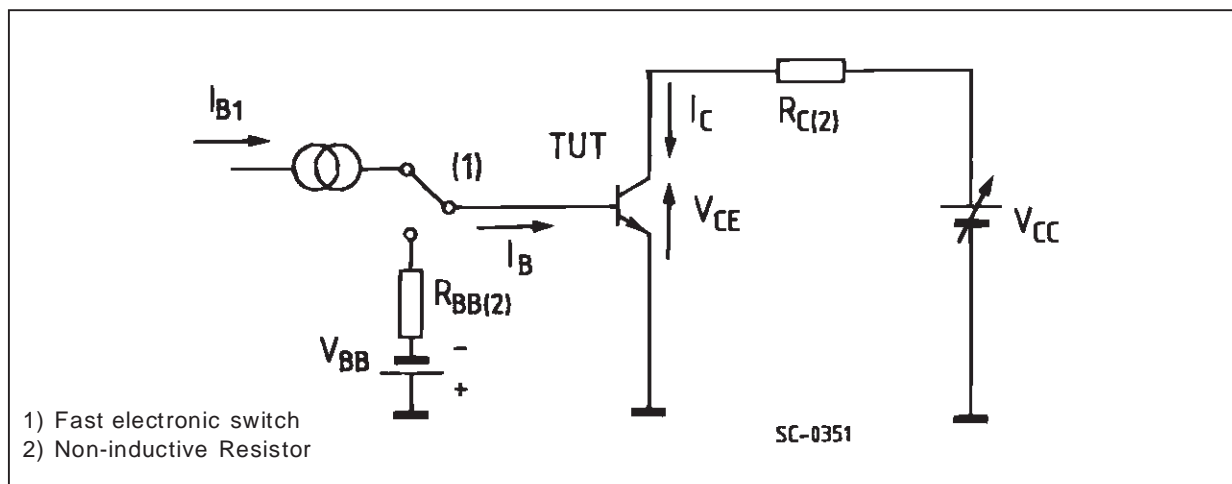 I_B1
(1)
TUT
I_C
R_C(2)
V_CE
V_CC
I_B
R_BB(2)
V_BB
−
+
1) Fast electronic switch
2) Non-inductive Resistor
SC-0351